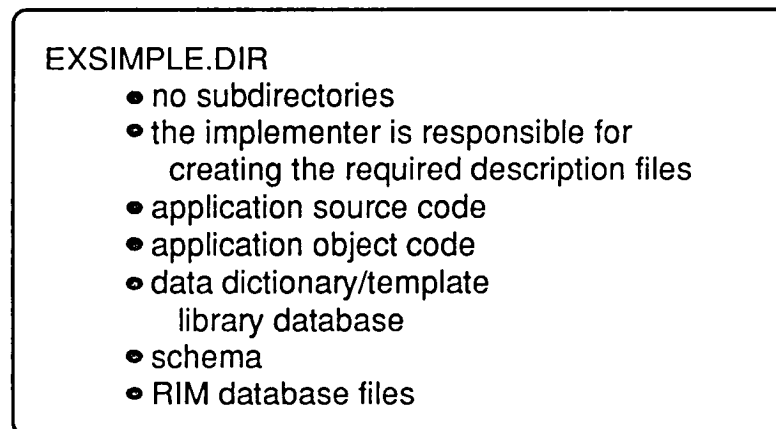 EXSIMPLE.DIR
• no subdirectories
• the implementer is responsible for
creating the required description files
• application source code
• application object code
• data dictionary/template
library database
• schema
• RIM database files